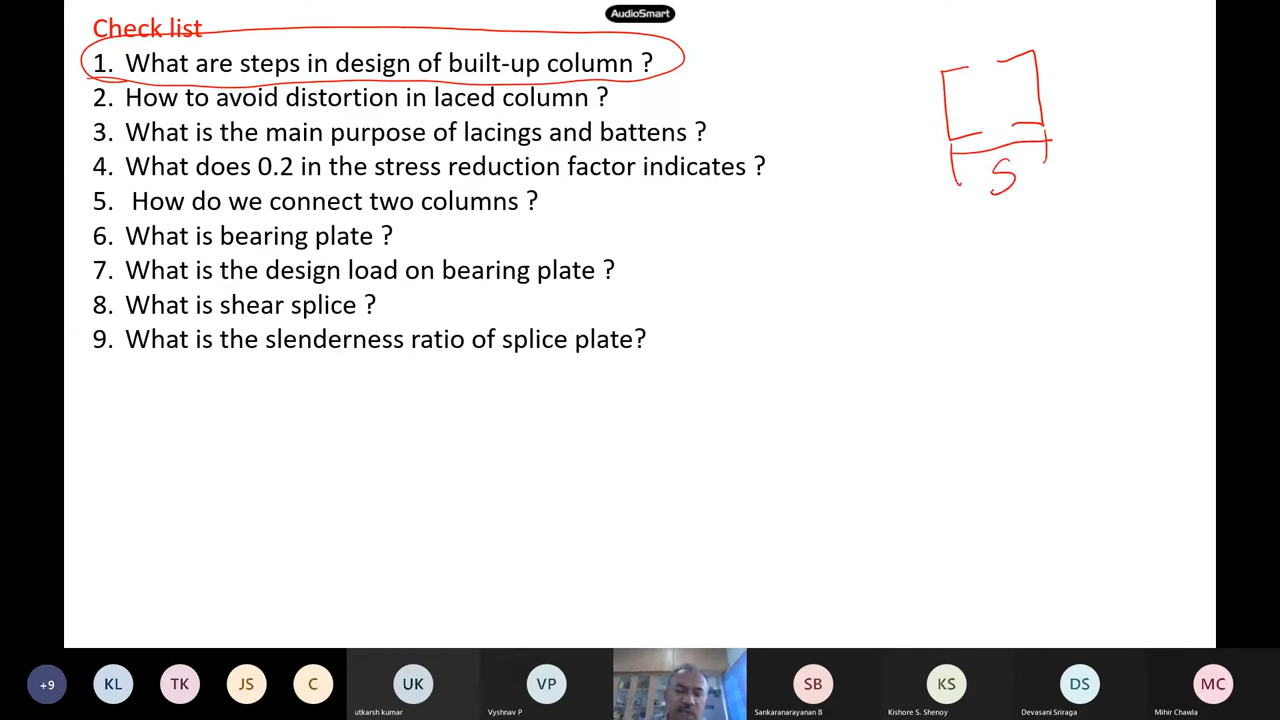 AudioSmart
Check list
1. What are steps in design of built-up column ?
2. How to avoid distortion in laced column ?
3. What is the main purpose of lacings and battens ?
4. What does 0.2 in the stress reduction factor indicates ?
5. How do we connect two columns ?
6. What is bearing plate ?
7. What is the design load on bearing plate ?
8. What is shear splice ?
9. What is the slenderness ratio of splice plate?
S
+9 KL TK JS C UK VP SB KS DS MC
utkarsh kumar Vyshnav P Sankaranarayanan B Kishore S. Shenoy Devasani Sriraga Mihir Chawla